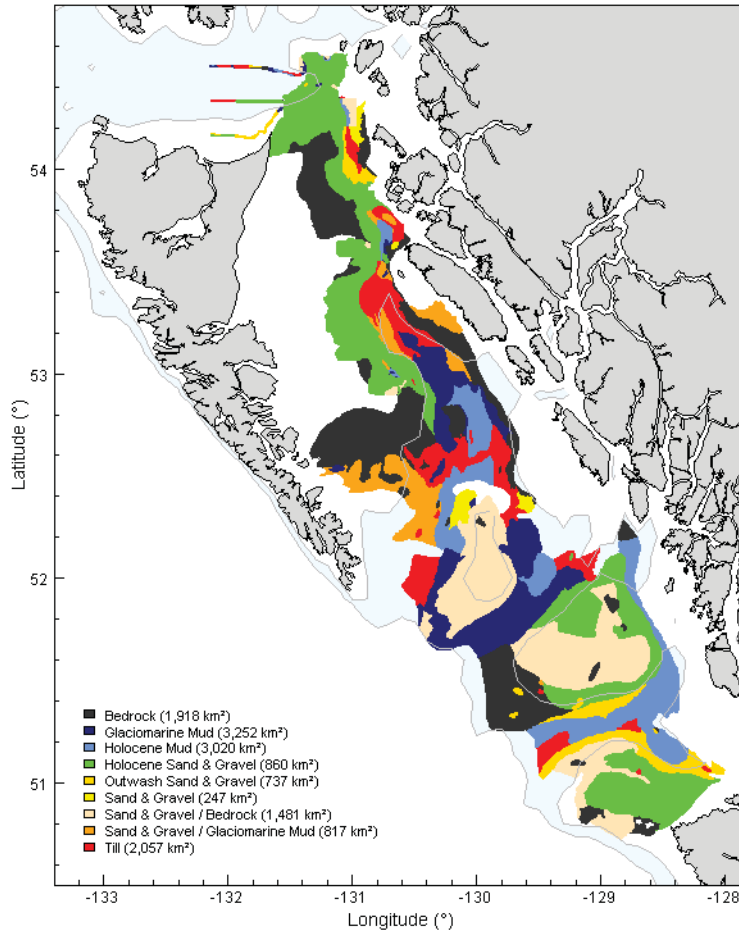 54
53
52
51
Latitude (°)
Bedrock (1,918 km²)
Glaciomarine Mud (3,252 km²)
Holocene Mud (3,020 km²)
Holocene Sand & Gravel (860 km²)
Outwash Sand & Gravel (737 km²)
Sand & Gravel (247 km²)
Sand & Gravel / Bedrock (1,481 km²)
Sand & Gravel / Glaciomarine Mud (817 km²)
Till (2,057 km²)
-133 -132 -131 -130 -129 -128
Longitude (°)